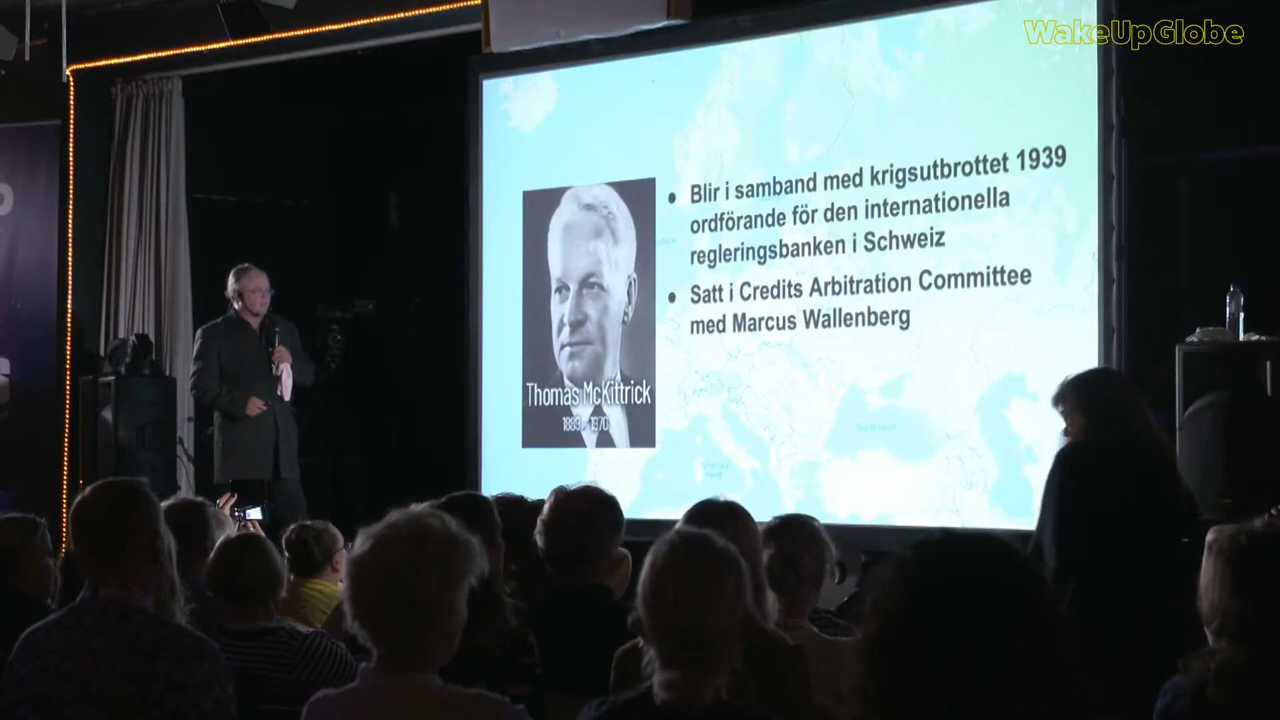 WakeUpGlobe
Blir i samband med krigsutbrottet 1939
ordförande för den internationella
regleringsbanken i Schweiz
Satt i Credits Arbitration Committee
med Marcus Wallenberg
Thomas McKittrick
1889 - 1970